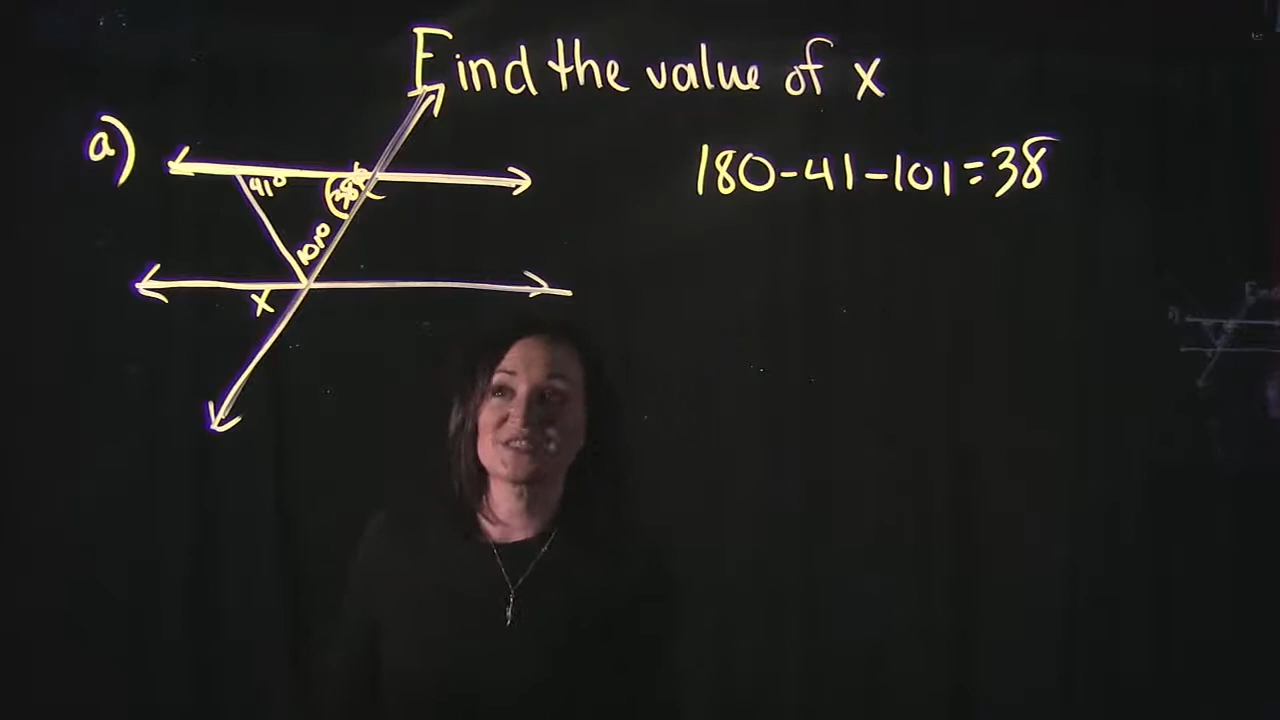 Find the value of x
a)
180-41-101=38
41°
38°
101°
x